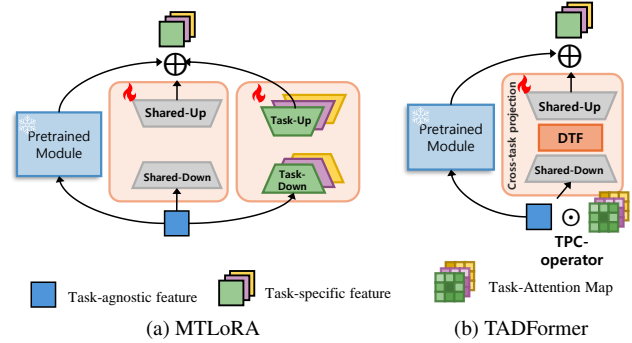 Pretrained
Module
Shared-Up
Shared-Down
Task-Up
Task-
Down
Pretrained
Module
Cross-task projection
Shared-Up
DTF
Shared-Down
TPC-
operator
Task-agnostic feature
Task-specific feature
Task-Attention Map
(a) MTLoRA
(b) TADFormer